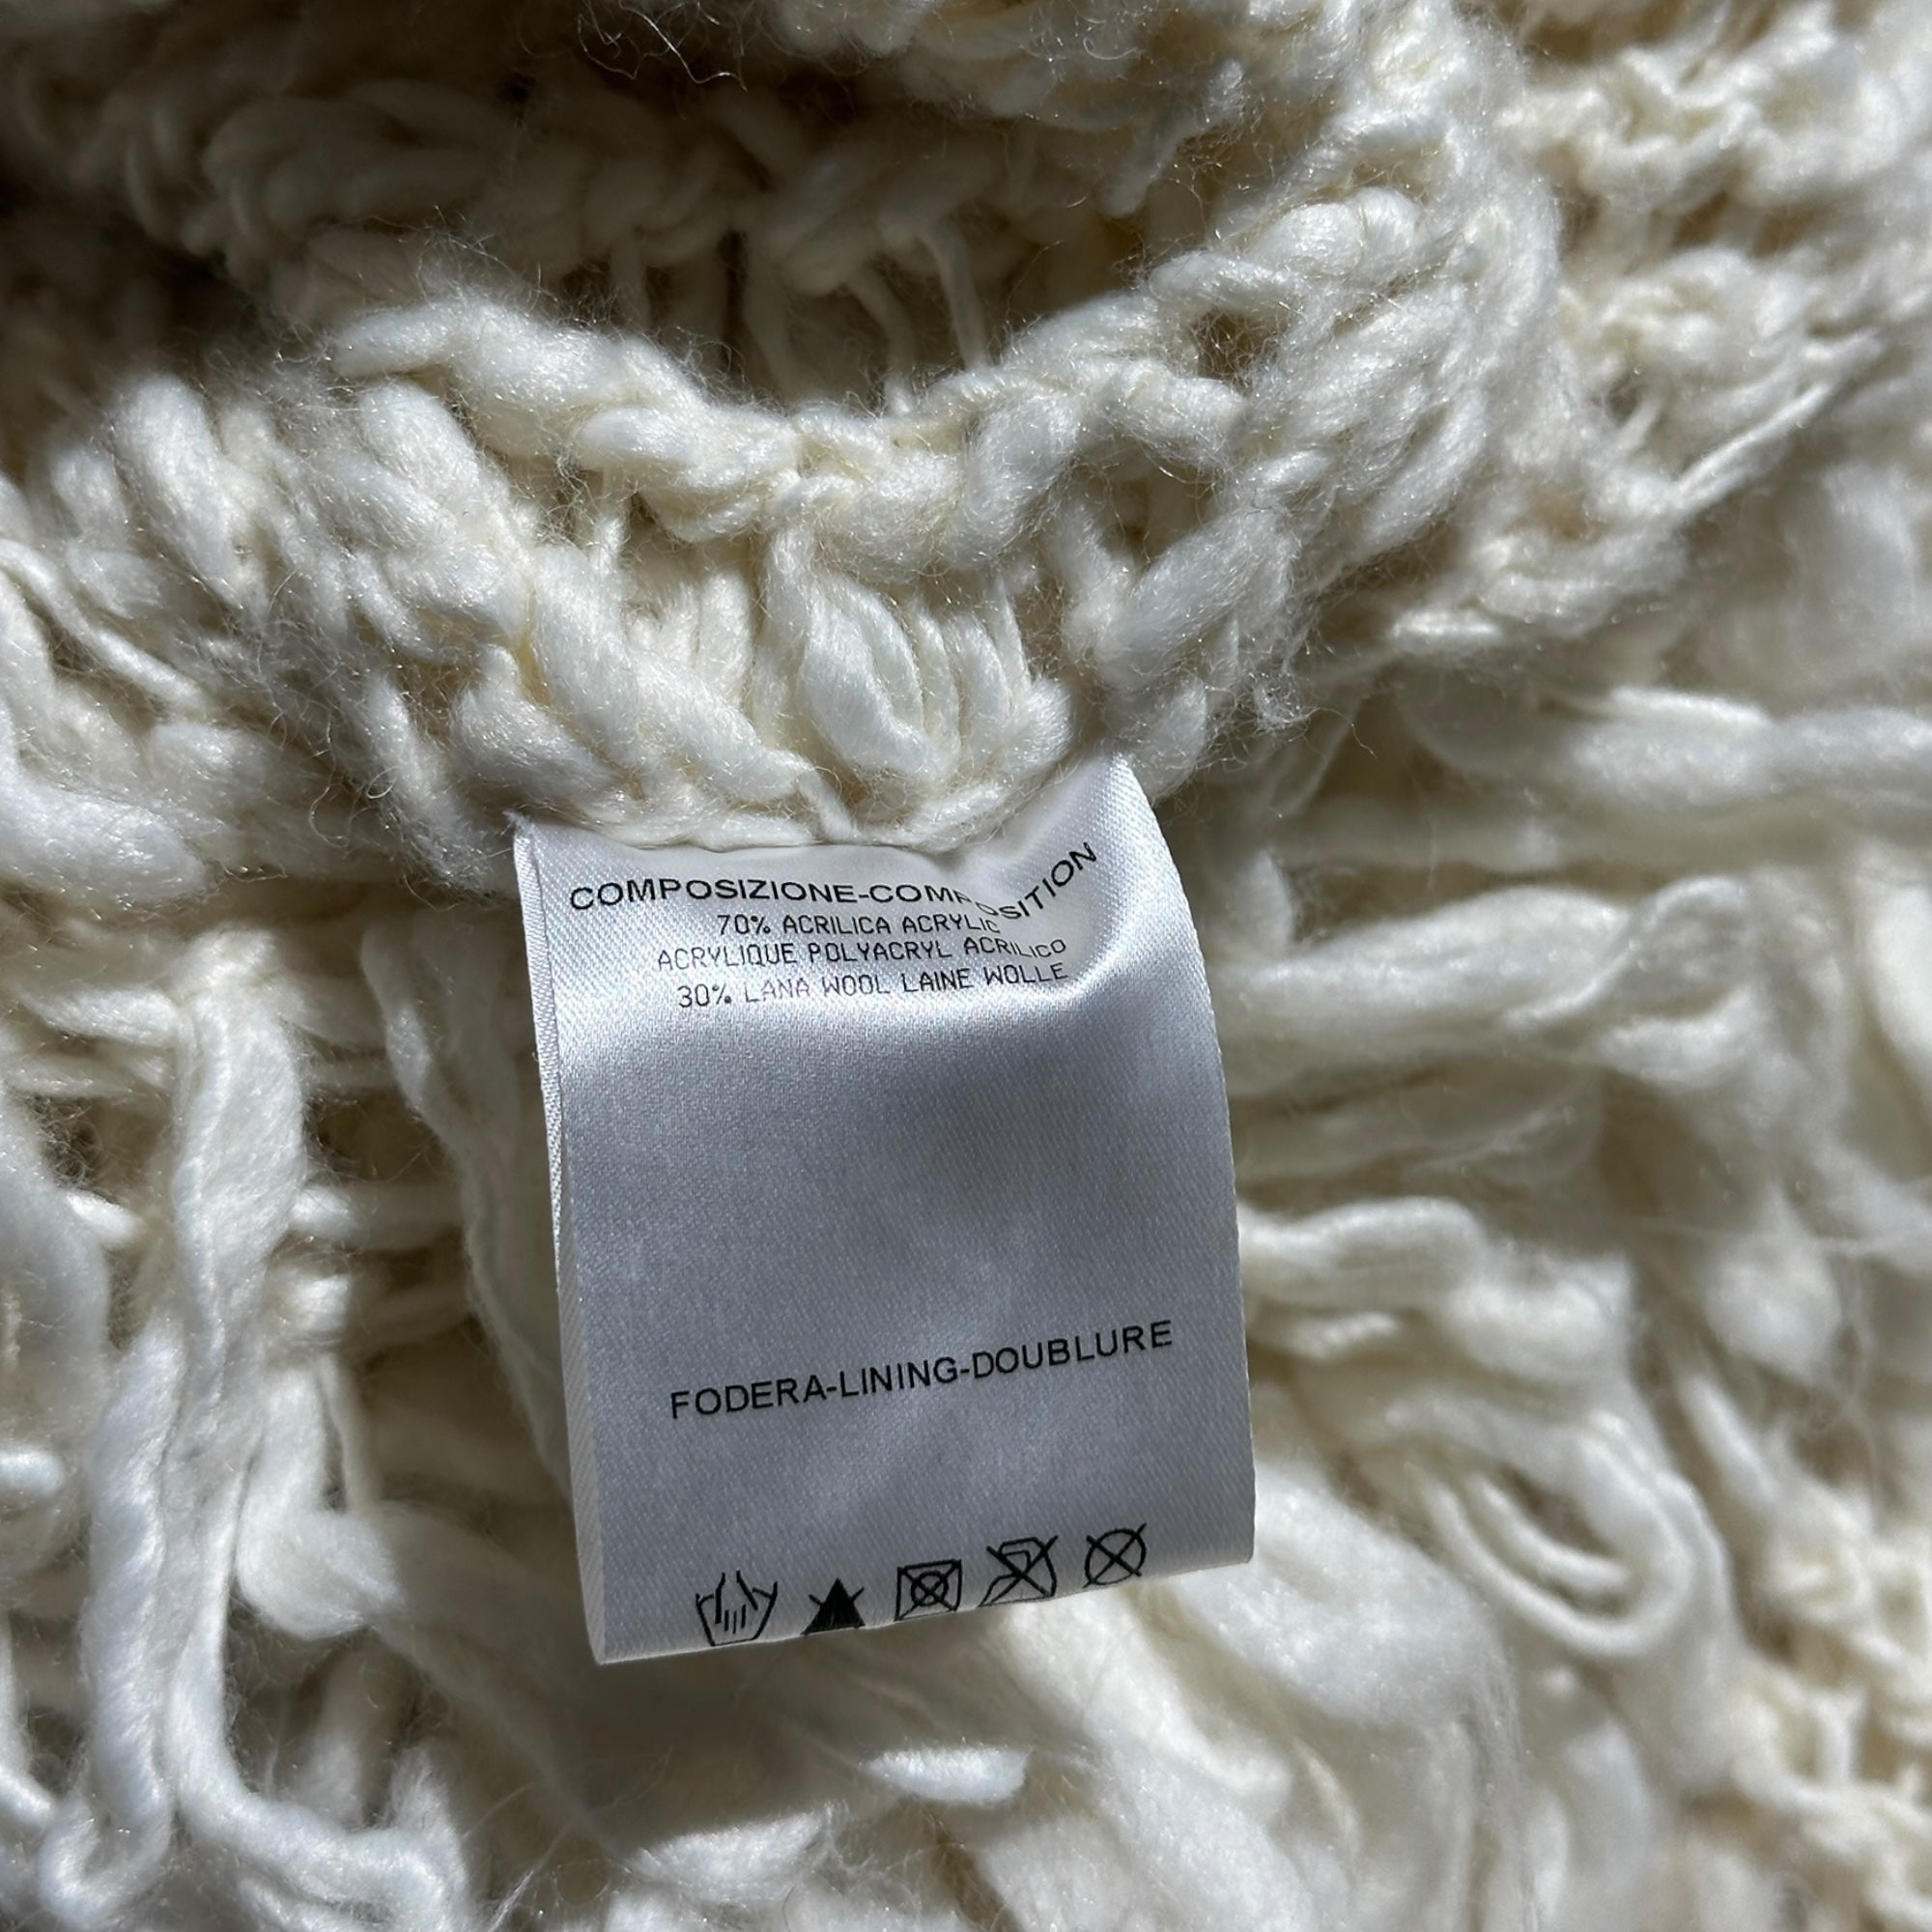 COMPOSIZIONE-COMPOSITION
70% ACRILICA ACRYLIC
ACRYLIQUE POLYACRYL ACRILICO
30% LANA WOOL LAINE WOLLE
FODERA-LINING-DOUBLURE